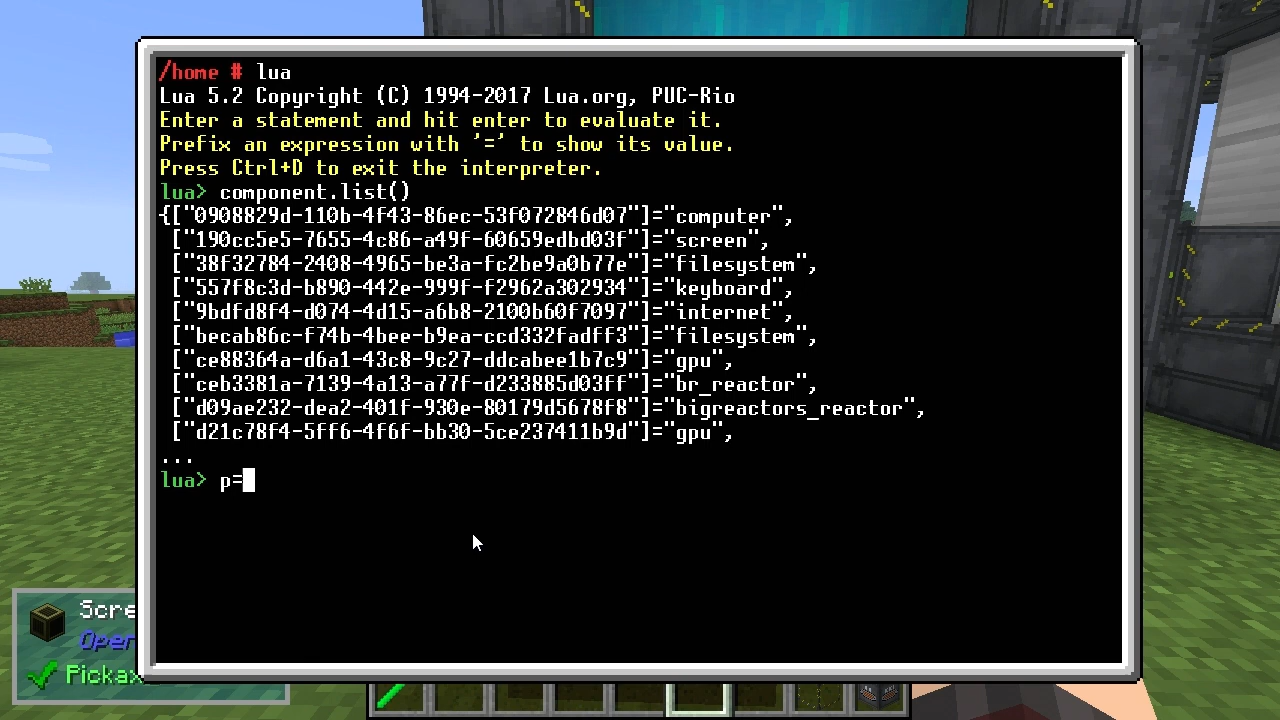 /home # lua
Lua 5.2 Copyright (C) 1994-2017 Lua.org, PUC-Rio
Enter a statement and hit enter to evaluate it.
Prefix an expression with '=' to show its value.
Press Ctrl+D to exit the interpreter.
lua> component.list()
{["0908829d-110b-4f43-86ec-53f072846d07"]="computer",
["190cc5e5-7655-4c86-a49f-60659edbd03f"]="screen",
["38f32784-2408-4965-be3a-fc2be9a0b77e"]="filesystem",
["557f8c3d-b890-442e-999f-f2962a302934"]="keyboard",
["9bdfd8f4-d074-4d15-a6b8-2100b60f7097"]="internet",
["becab86c-f74b-4bee-b9ea-ccd332fadff3"]="filesystem",
["ce88364a-d6a1-43c8-9c27-ddcabee1b7c9"]="gpu",
["ceb3381a-7139-4a13-a77f-d233885d03ff"]="br_reactor",
["d09ae232-dea2-401f-930e-80179d5678f8"]="bigreactors_reactor",
["d21c78f4-5ff6-4f6f-bb30-5ce237411b9d"]="gpu",
...
lua> p=
Scre
Oper
Pickax